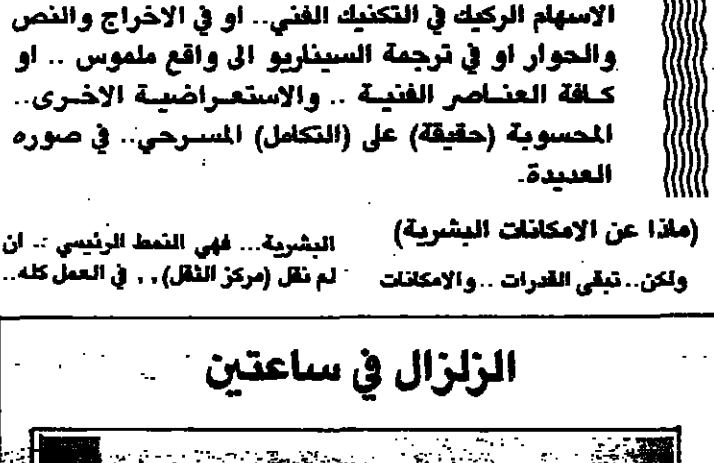 الاسهام الركيك في التكنيك الفني.. او في الاخراج والنص
والحوار او في ترجمة السيناريو الى واقع ملموس .. او
كافة العناصر الفنية .. والاستعراضية الاخرى..
المحسوبة (حقيقة) على (التكامل) المسرحي.. في صوره
العديدة.
(ماذا عن الامكانات البشرية)
ولكن.. تبقى القدرات .. والامكانات
البشرية... فهي النمط الرئيسي .. ان
لم نقل (مركز الثقل) , , في العمل كله..
الزلزال في ساعتين